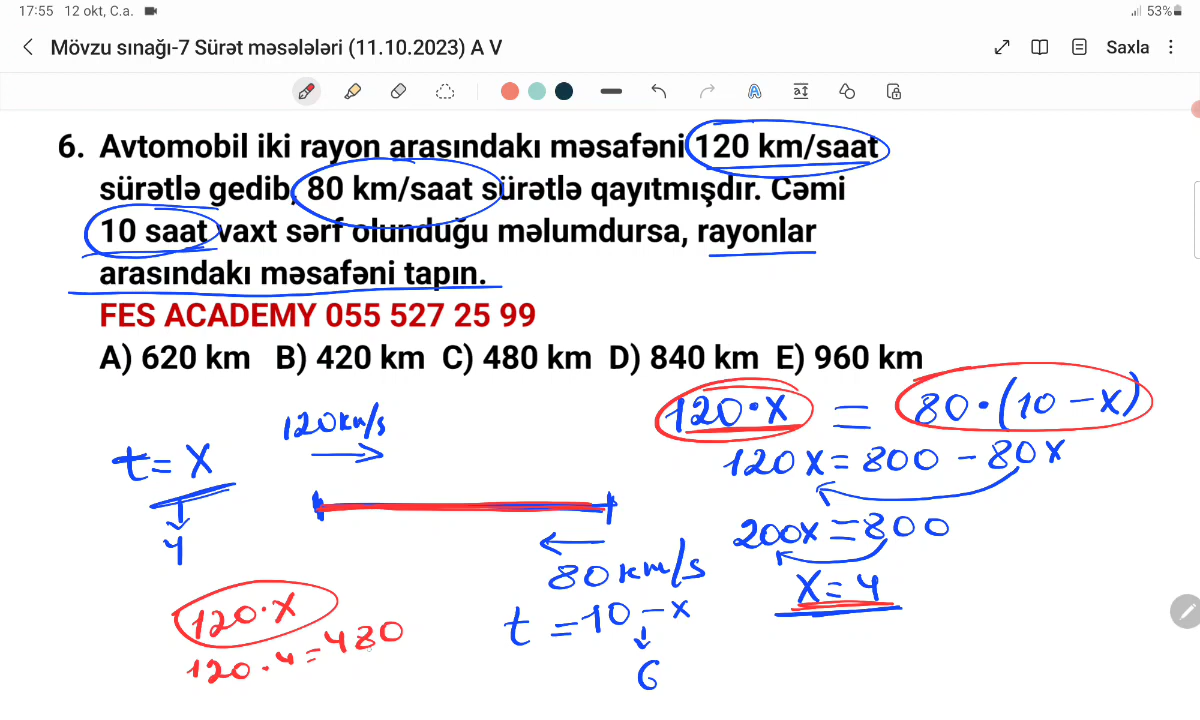 17:55 12 okt, C.a. 53%
Mövzu sınağı-7 Sürət məsələləri (11.10.2023) A V Saxla
6. Avtomobil iki rayon arasındakı məsafəni 120 km/saat
sürətlə gedib, 80 km/saat sürətlə qayıtmışdır. Cəmi
10 saat vaxt sərf olunduğu məlumdursa, rayonlar
arasındakı məsafəni tapın.
FES ACADEMY 055 527 25 99
A) 620 km B) 420 km C) 480 km D) 840 km E) 960 km
120·x = 80·(10-x)
120km/s
t=x
120x=800-80x
4
200x=800
80km/s
x=4
120·x
t=10-x
120·4=480
6